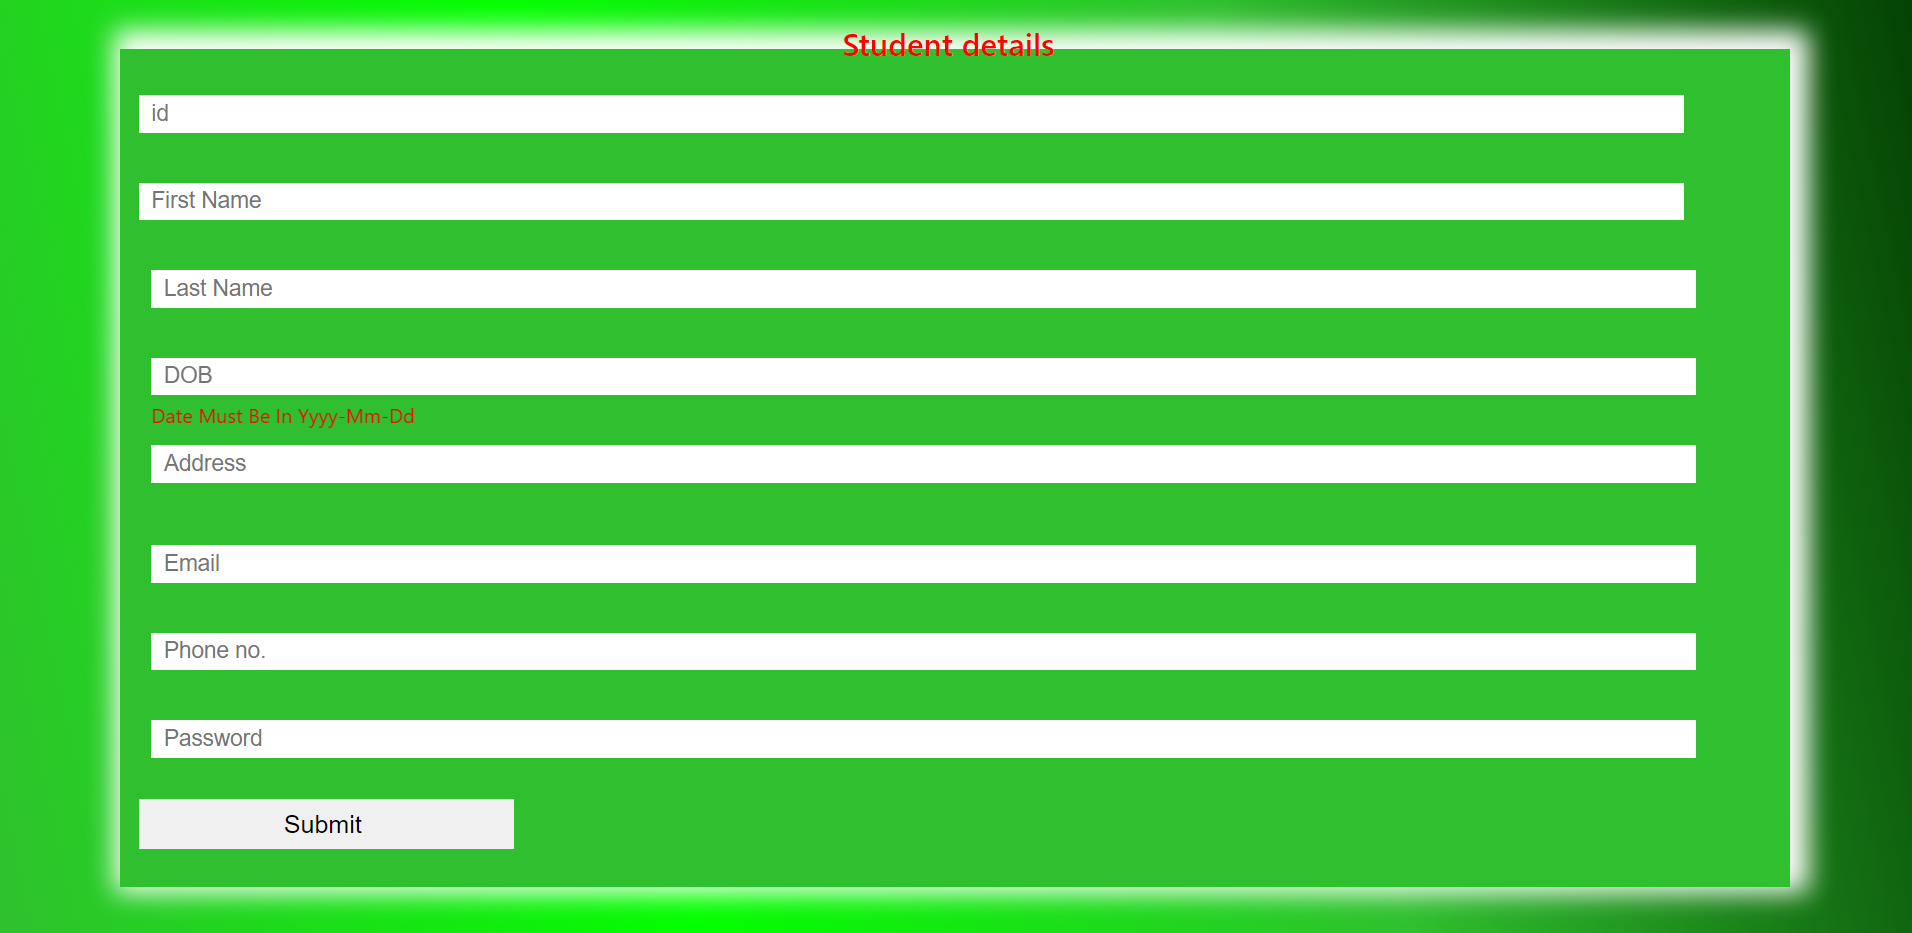 Student details
id
First Name
Last Name
DOB
Date Must Be In Yyyy-Mm-Dd
Address
Email
Phone no.
Password
Submit